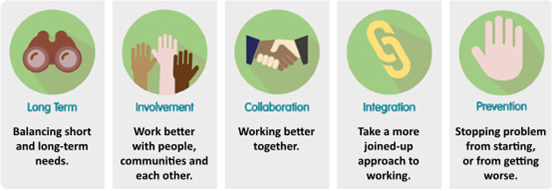 Long Term
Balancing short
and long-term
needs.
Involvement
Work better
with people,
communities and
each other.
Collaboration
Working better
together.
Integration
Take a more
joined-up
approach to
working.
Prevention
Stopping problem
from starting,
or from getting
worse.